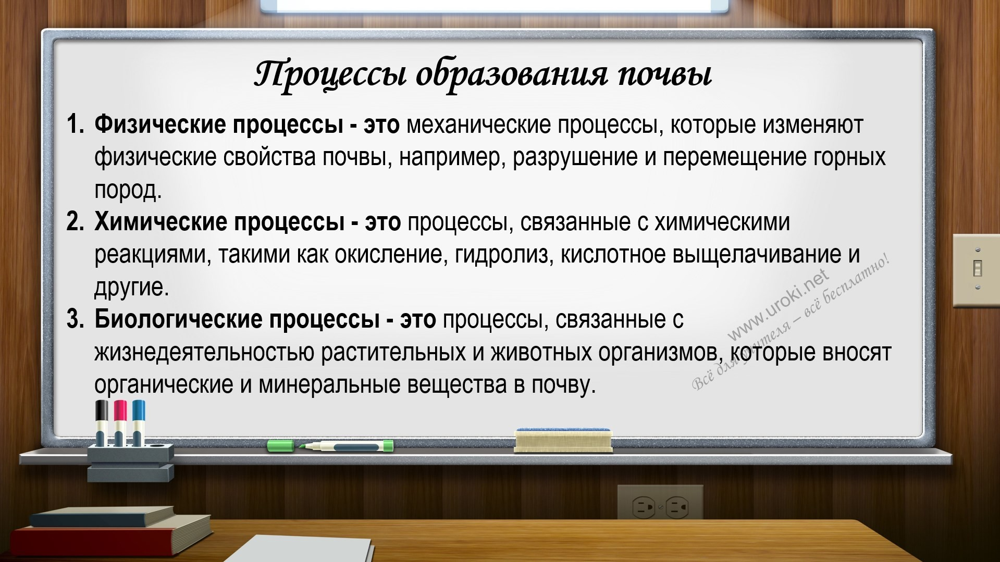 Процессы образования почвы
1. Физические процессы - это механические процессы, которые изменяют
физические свойства почвы, например, разрушение и перемещение горных
пород.
2. Химические процессы - это процессы, связанные с химическими
реакциями, такими как окисление, гидролиз, кислотное выщелачивание и
другие.
3. Биологические процессы - это процессы, связанные с
жизнедеятельностью растительных и животных организмов, которые вносят
органические и минеральные вещества в почву.
www.uroki.net
Всё для учителя – всё бесплатно!